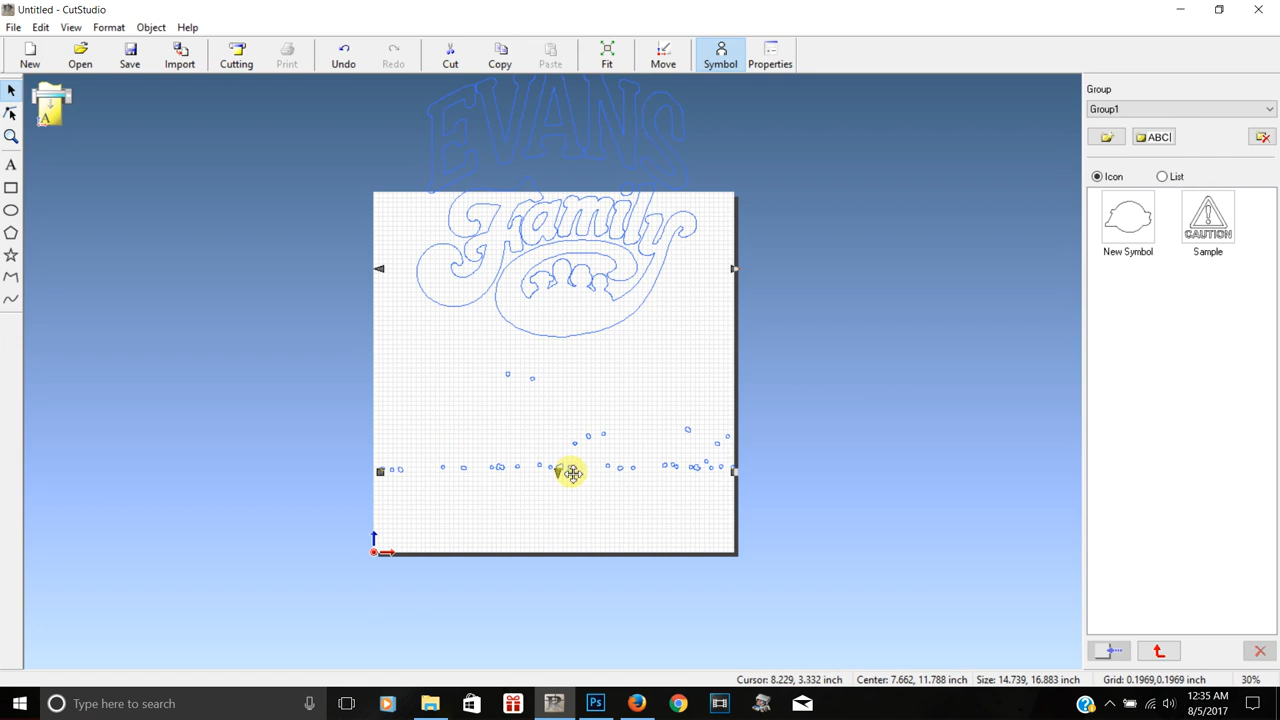 Untitled - CutStudio
File Edit View Format Object Help
New Open Save Import Cutting Print Undo Redo Cut Copy Paste Fit Move Symbol Properties
A
A
EVANS
Family
Group
Group1
ABC
Icon List
CAUTION
New Symbol Sample
Cursor: 8.229, 3.332 inch Center: 7.662, 11.788 inch Size: 14.739, 16.883 inch Grid: 0.1969,0.1969 inch 30%
Type here to search
Ps
12:35 AM
8/5/2017